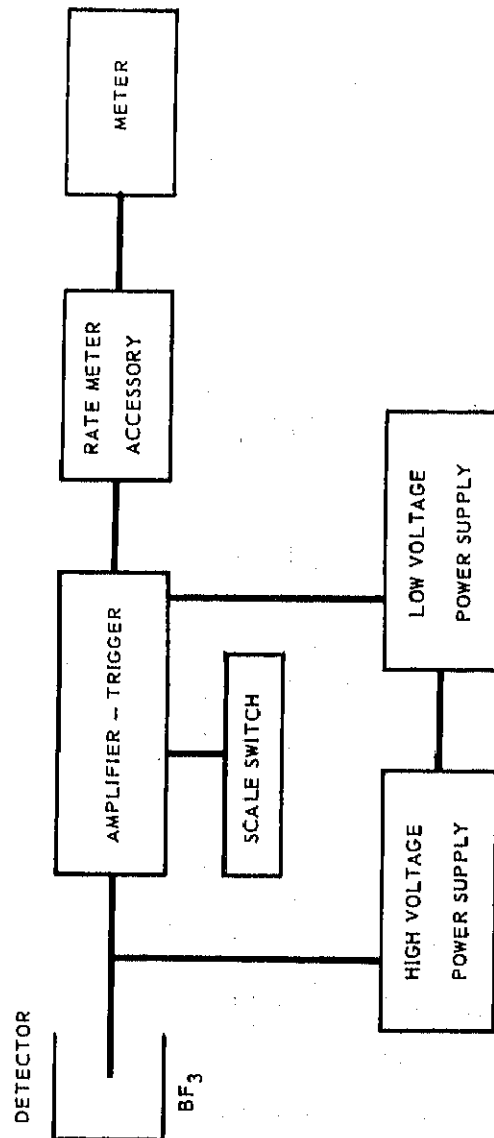 DETECTOR
BF3
AMPLIFIER – TRIGGER
RATE METER
ACCESSORY
METER
SCALE SWITCH
HIGH VOLTAGE
POWER SUPPLY
LOW VOLTAGE
POWER SUPPLY